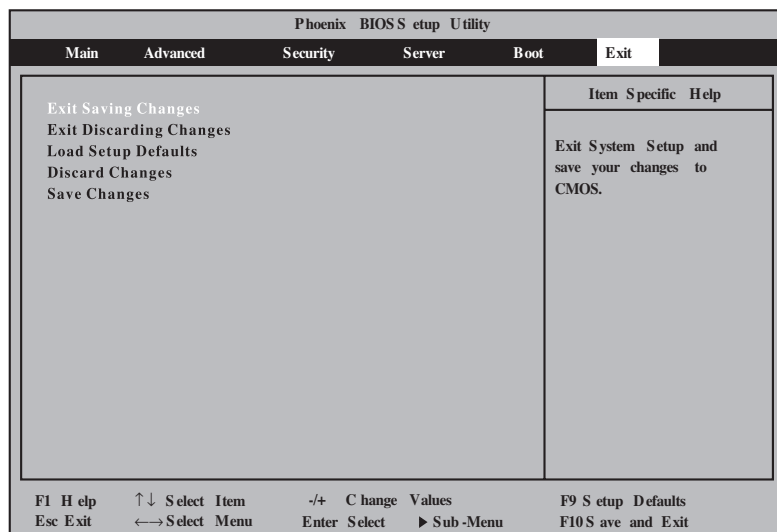 Phoenix BIOS Setup Utility
Main Advanced Security Server Boot Exit
Exit Saving Changes
Exit Discarding Changes
Load Setup Defaults
Discard Changes
Save Changes
Item Specific Help
Exit System Setup and
save your changes to
CMOS.
F1 Help ↑↓ Select Item -/+ Change Values F9 Setup Defaults
Esc Exit ←→ Select Menu Enter Select ▶ Sub-Menu F10 Save and Exit